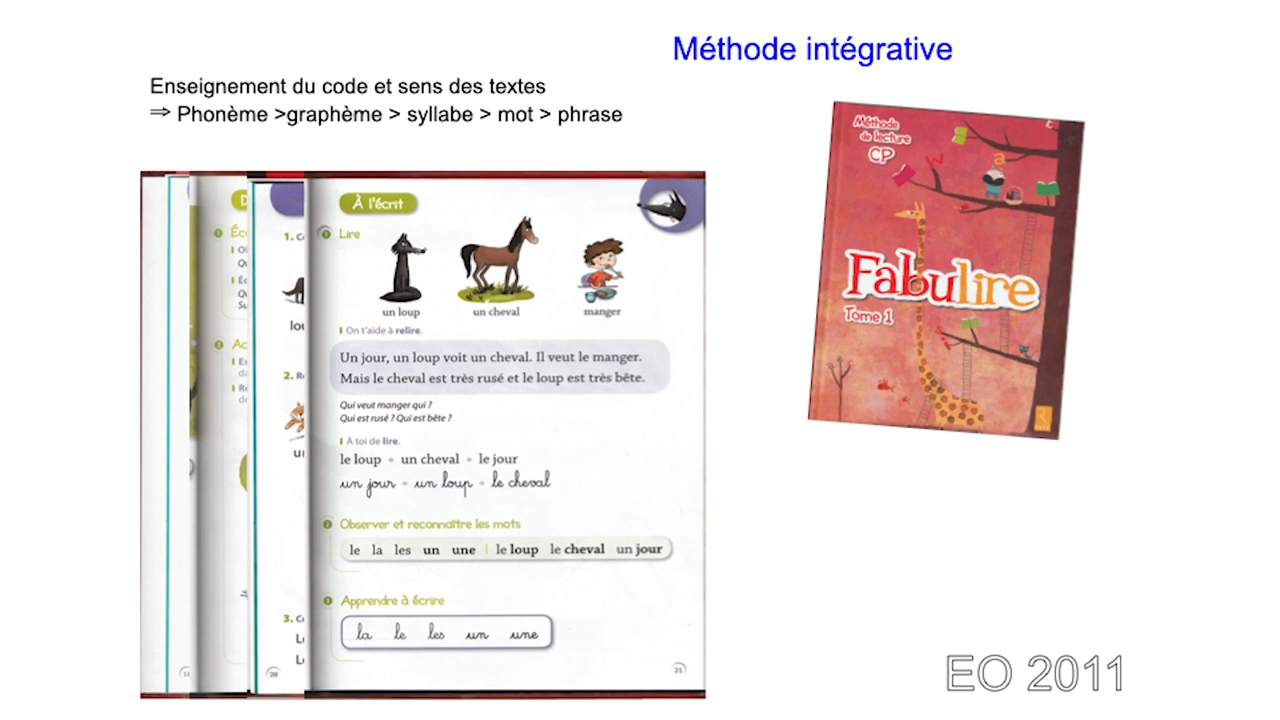 Méthode intégrative
Enseignement du code et sens des textes
⇒ Phonème >graphème > syllabe > mot > phrase
Méthode
de lecture
CP
Fabulire
Tome 1
À l'écrit
1 Lire
un loup un cheval manger
On t'aide à relire.
Un jour, un loup voit un cheval. Il veut le manger.
Mais le cheval est très rusé et le loup est très bête.
Qui veut manger qui ?
Qui est rusé ? Qui est bête ?
À toi de lire.
le loup • un cheval • le jour
un jour • un loup • le cheval
2 Observer et reconnaître les mots
le la les un une | le loup le cheval un jour
3 Apprendre à écrire
la le les un une
20
21
EO 2011